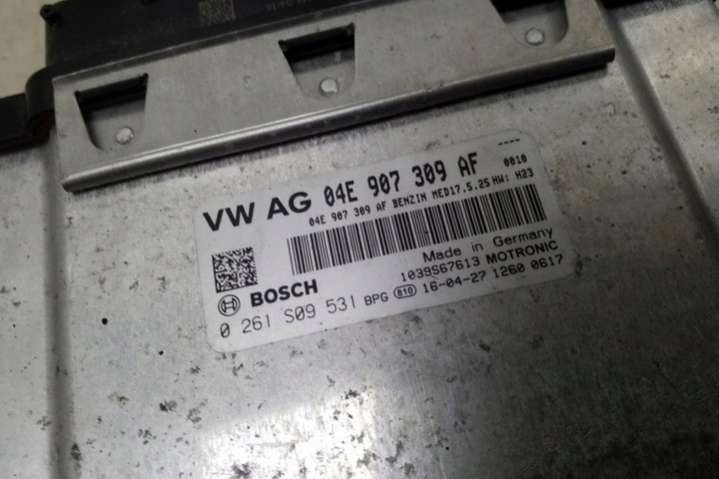 ----
VW AG 04E 907 309 AF 0010
04E 907 309 AF BENZIN MED17.5.25 HW: H23
Made in Germany
1039S67613 MOTRONIC
BOSCH
0 261 S09 531 BPG 810 16-04-27 1260 0617